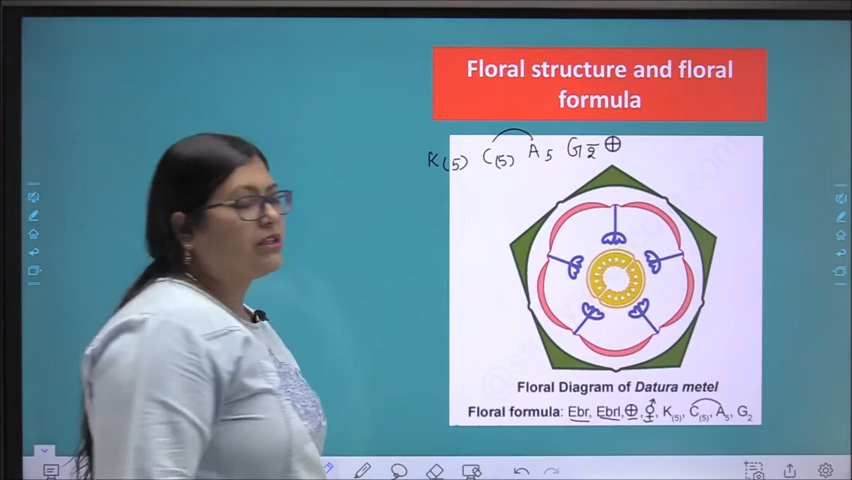 Floral structure and floral
formula
K(5) C(5) A5 G2 ⊕
Floral Diagram of Datura metel
Floral formula: Ebr, Ebrl, ⊕, ⚥, K(5), C(5), A5, G2